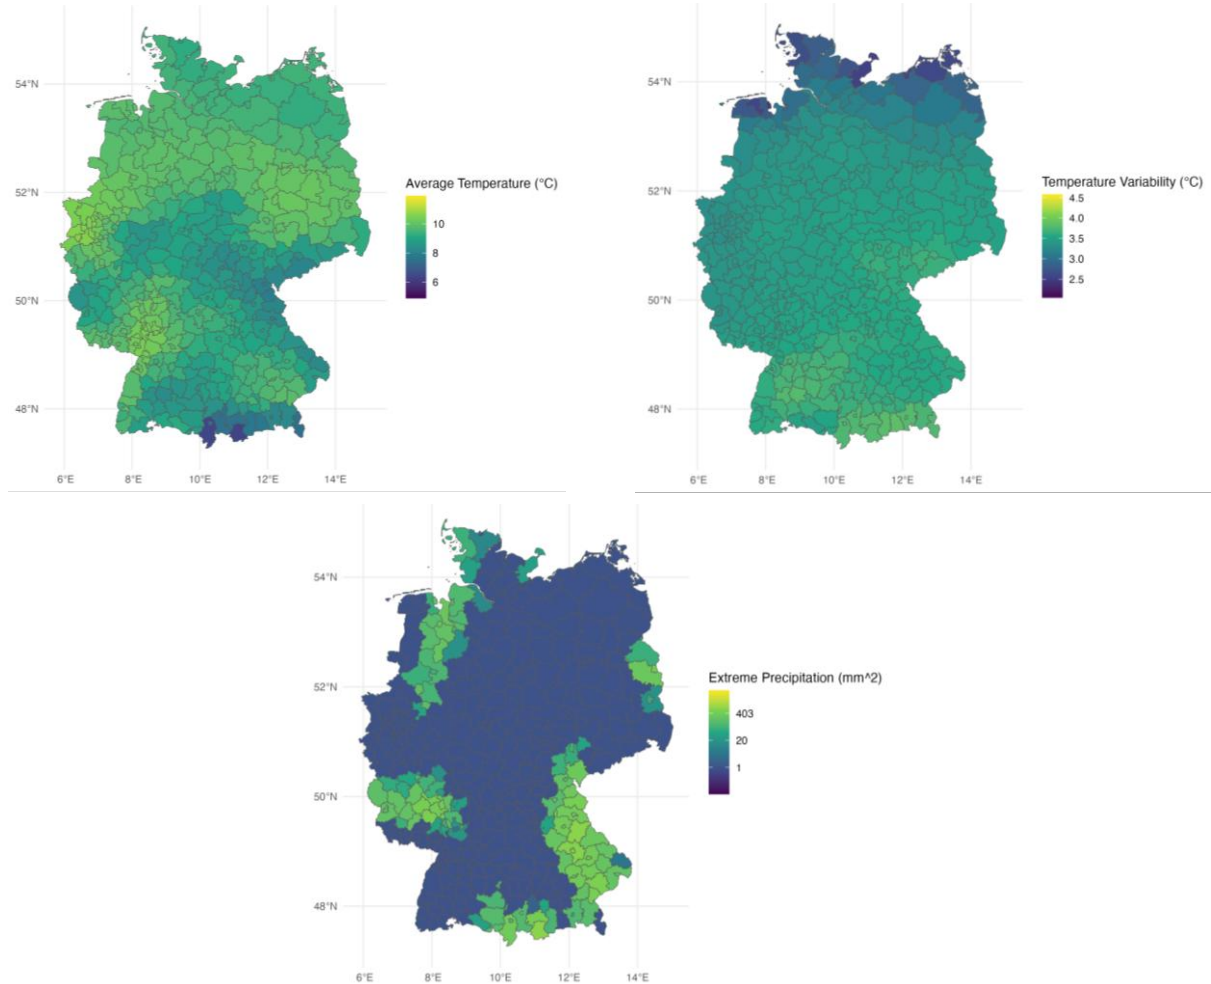 54°N
52°N
50°N
48°N
6°E 8°E 10°E 12°E 14°E
Average Temperature (°C)
10
8
6
54°N
52°N
50°N
48°N
6°E 8°E 10°E 12°E 14°E
Temperature Variability (°C)
4.5
4.0
3.5
3.0
2.5
54°N
52°N
50°N
48°N
6°E 8°E 10°E 12°E 14°E
Extreme Precipitation (mm^2)
403
20
1